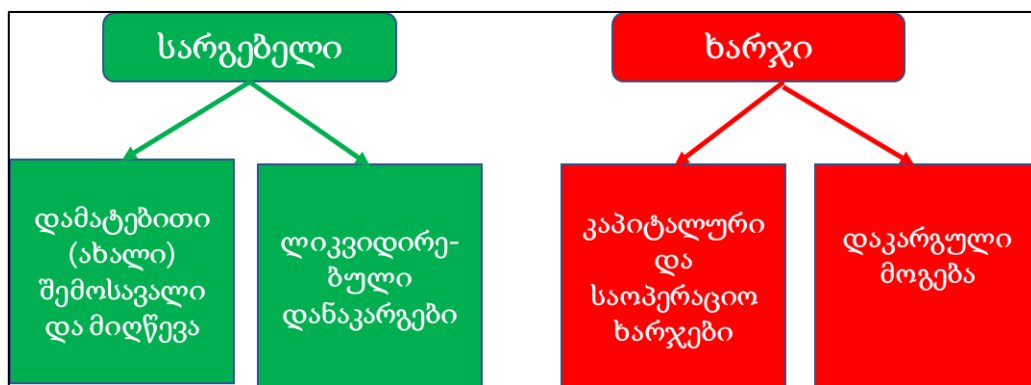 სარგებელი
ხარჯი
დამატებითი
(ახალი)
შემოსავალი
და მიღწევა
ლიკვიდირე-
ბული
დანაკარგები
კაპიტალური
და
საოპერაციო
ხარჯები
დაკარგული
მოგება